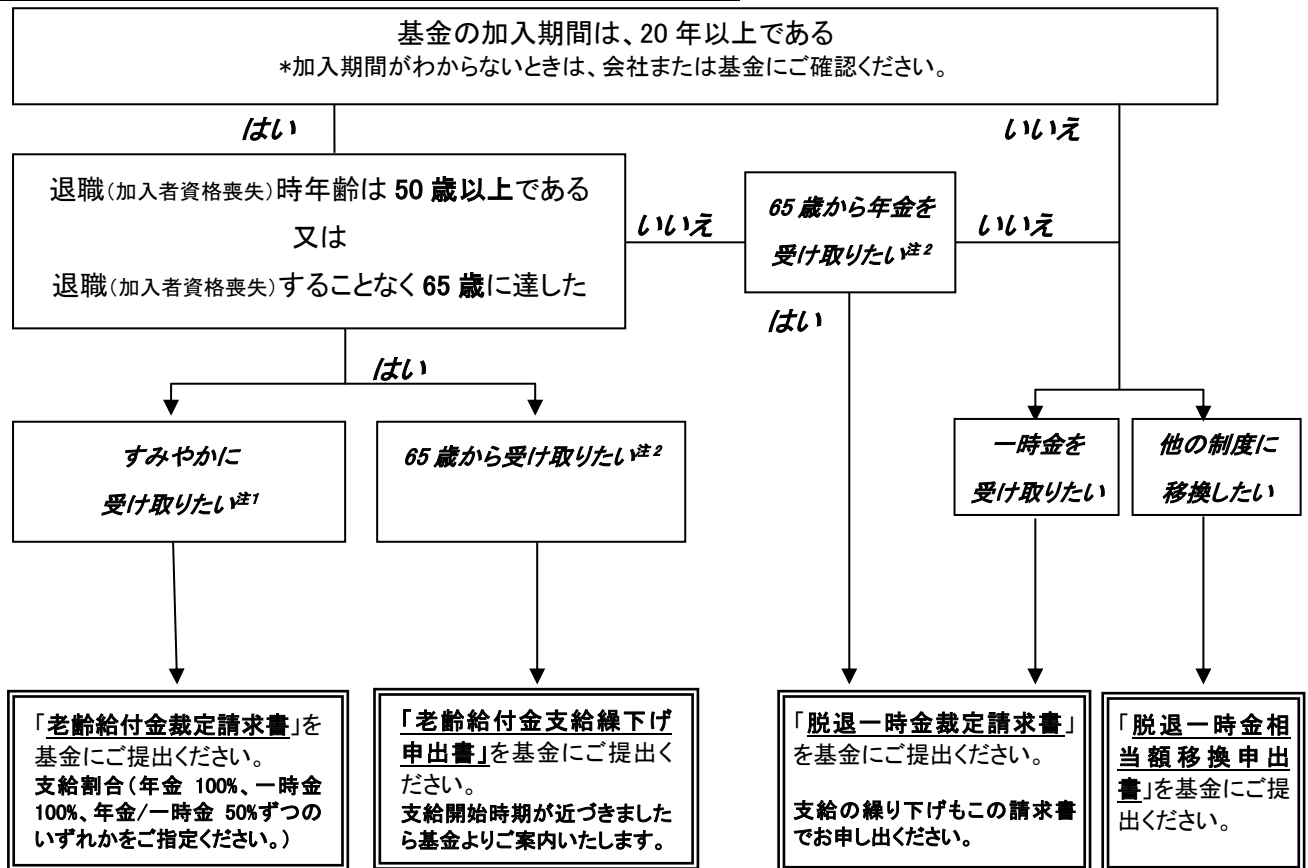 基金の加入期間は、20 年以上である
*加入期間がわからないときは、会社または基金にご確認ください。
はい
いいえ
退職(加入者資格喪失)時年齢は 50 歳以上である
又は
退職(加入者資格喪失)することなく 65 歳に達した
いいえ
65 歳から年金を
受け取りたい注2
いいえ
はい
はい
すみやかに
受け取りたい注1
65 歳から受け取りたい注2
一時金を
受け取りたい
他の制度に
移換したい
「老齢給付金裁定請求書」を
基金にご提出ください。
支給割合(年金 100%、一時金
100%、年金/一時金 50%ずつの
いずれかをご指定ください。)
「老齢給付金支給繰下げ
申出書」を基金にご提出く
ださい。
支給開始時期が近づきました
ら基金よりご案内いたします。
「脱退一時金裁定請求書」
を基金にご提出ください。
支給の繰り下げもこの請求書
でお申し出ください。
「脱退一時金相
当額移換申出
書」を基金にご提
出ください。